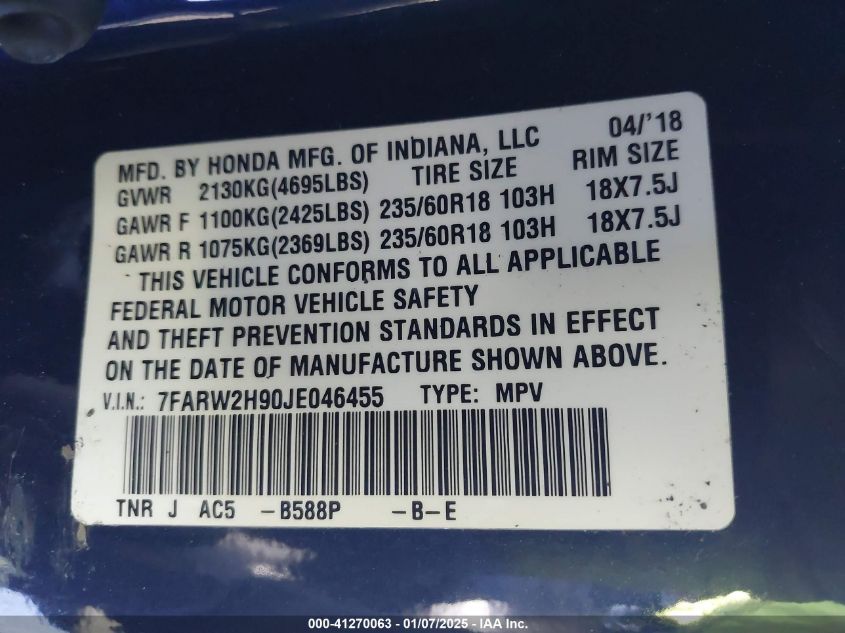 MFD. BY HONDA MFG. OF INDIANA, LLC 04/'18
GVWR 2130KG(4695LBS) TIRE SIZE RIM SIZE
GAWR F 1100KG(2425LBS) 235/60R18 103H 18X7.5J
GAWR R 1075KG(2369LBS) 235/60R18 103H 18X7.5J
THIS VEHICLE CONFORMS TO ALL APPLICABLE
FEDERAL MOTOR VEHICLE SAFETY
AND THEFT PREVENTION STANDARDS IN EFFECT
ON THE DATE OF MANUFACTURE SHOWN ABOVE.
V.I.N.: 7FARW2H90JE046455 TYPE: MPV
TNR J AC5 -B588P -B-E
000-41270063 - 01/07/2025 - IAA Inc.